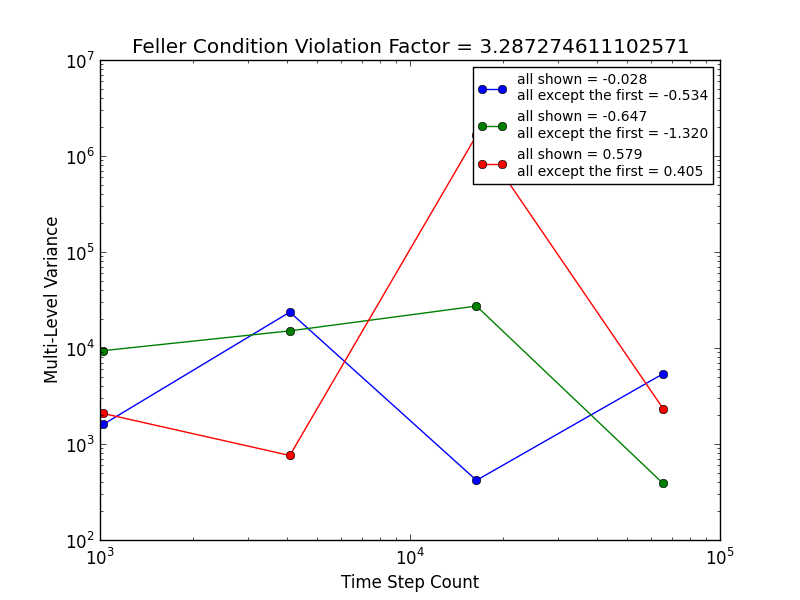 Feller Condition Violation Factor = 3.287274611102571
10^7
10^6
10^5
10^4
10^3
10^2
Multi-Level Variance
all shown = -0.028
all except the first = -0.534
all shown = -0.647
all except the first = -1.320
all shown = 0.579
all except the first = 0.405
10^3 10^4 10^5
Time Step Count